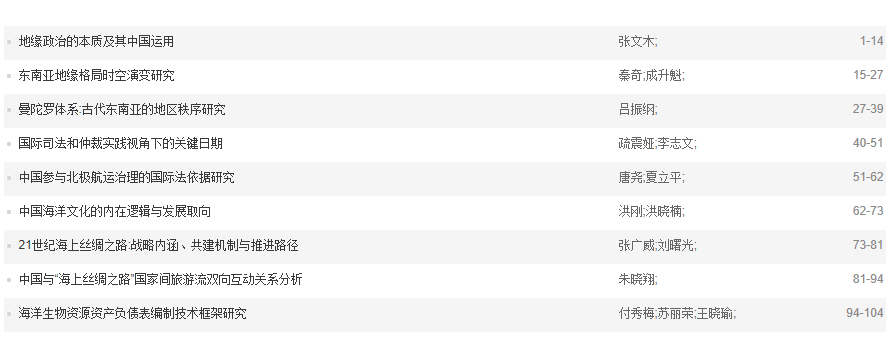 地缘政治的本质及其中国运用 张文木; 1-14
东南亚地缘格局时空演变研究 秦奇;成升魁; 15-27
曼陀罗体系:古代东南亚的地区秩序研究 吕振纲; 27-39
国际司法和仲裁实践视角下的关键日期 疏震娅;李志文; 40-51
中国参与北极航运治理的国际法依据研究 唐尧;夏立平; 51-62
中国海洋文化的内在逻辑与发展取向 洪刚;洪晓楠; 62-73
21世纪海上丝绸之路:战略内涵、共建机制与推进路径 张广威;刘曙光; 73-81
中国与“海上丝绸之路”国家间旅游流双向互动关系分析 朱晓翔; 81-94
海洋生物资源资产负债表编制技术框架研究 付秀梅;苏丽荣;王晓瑜; 94-104